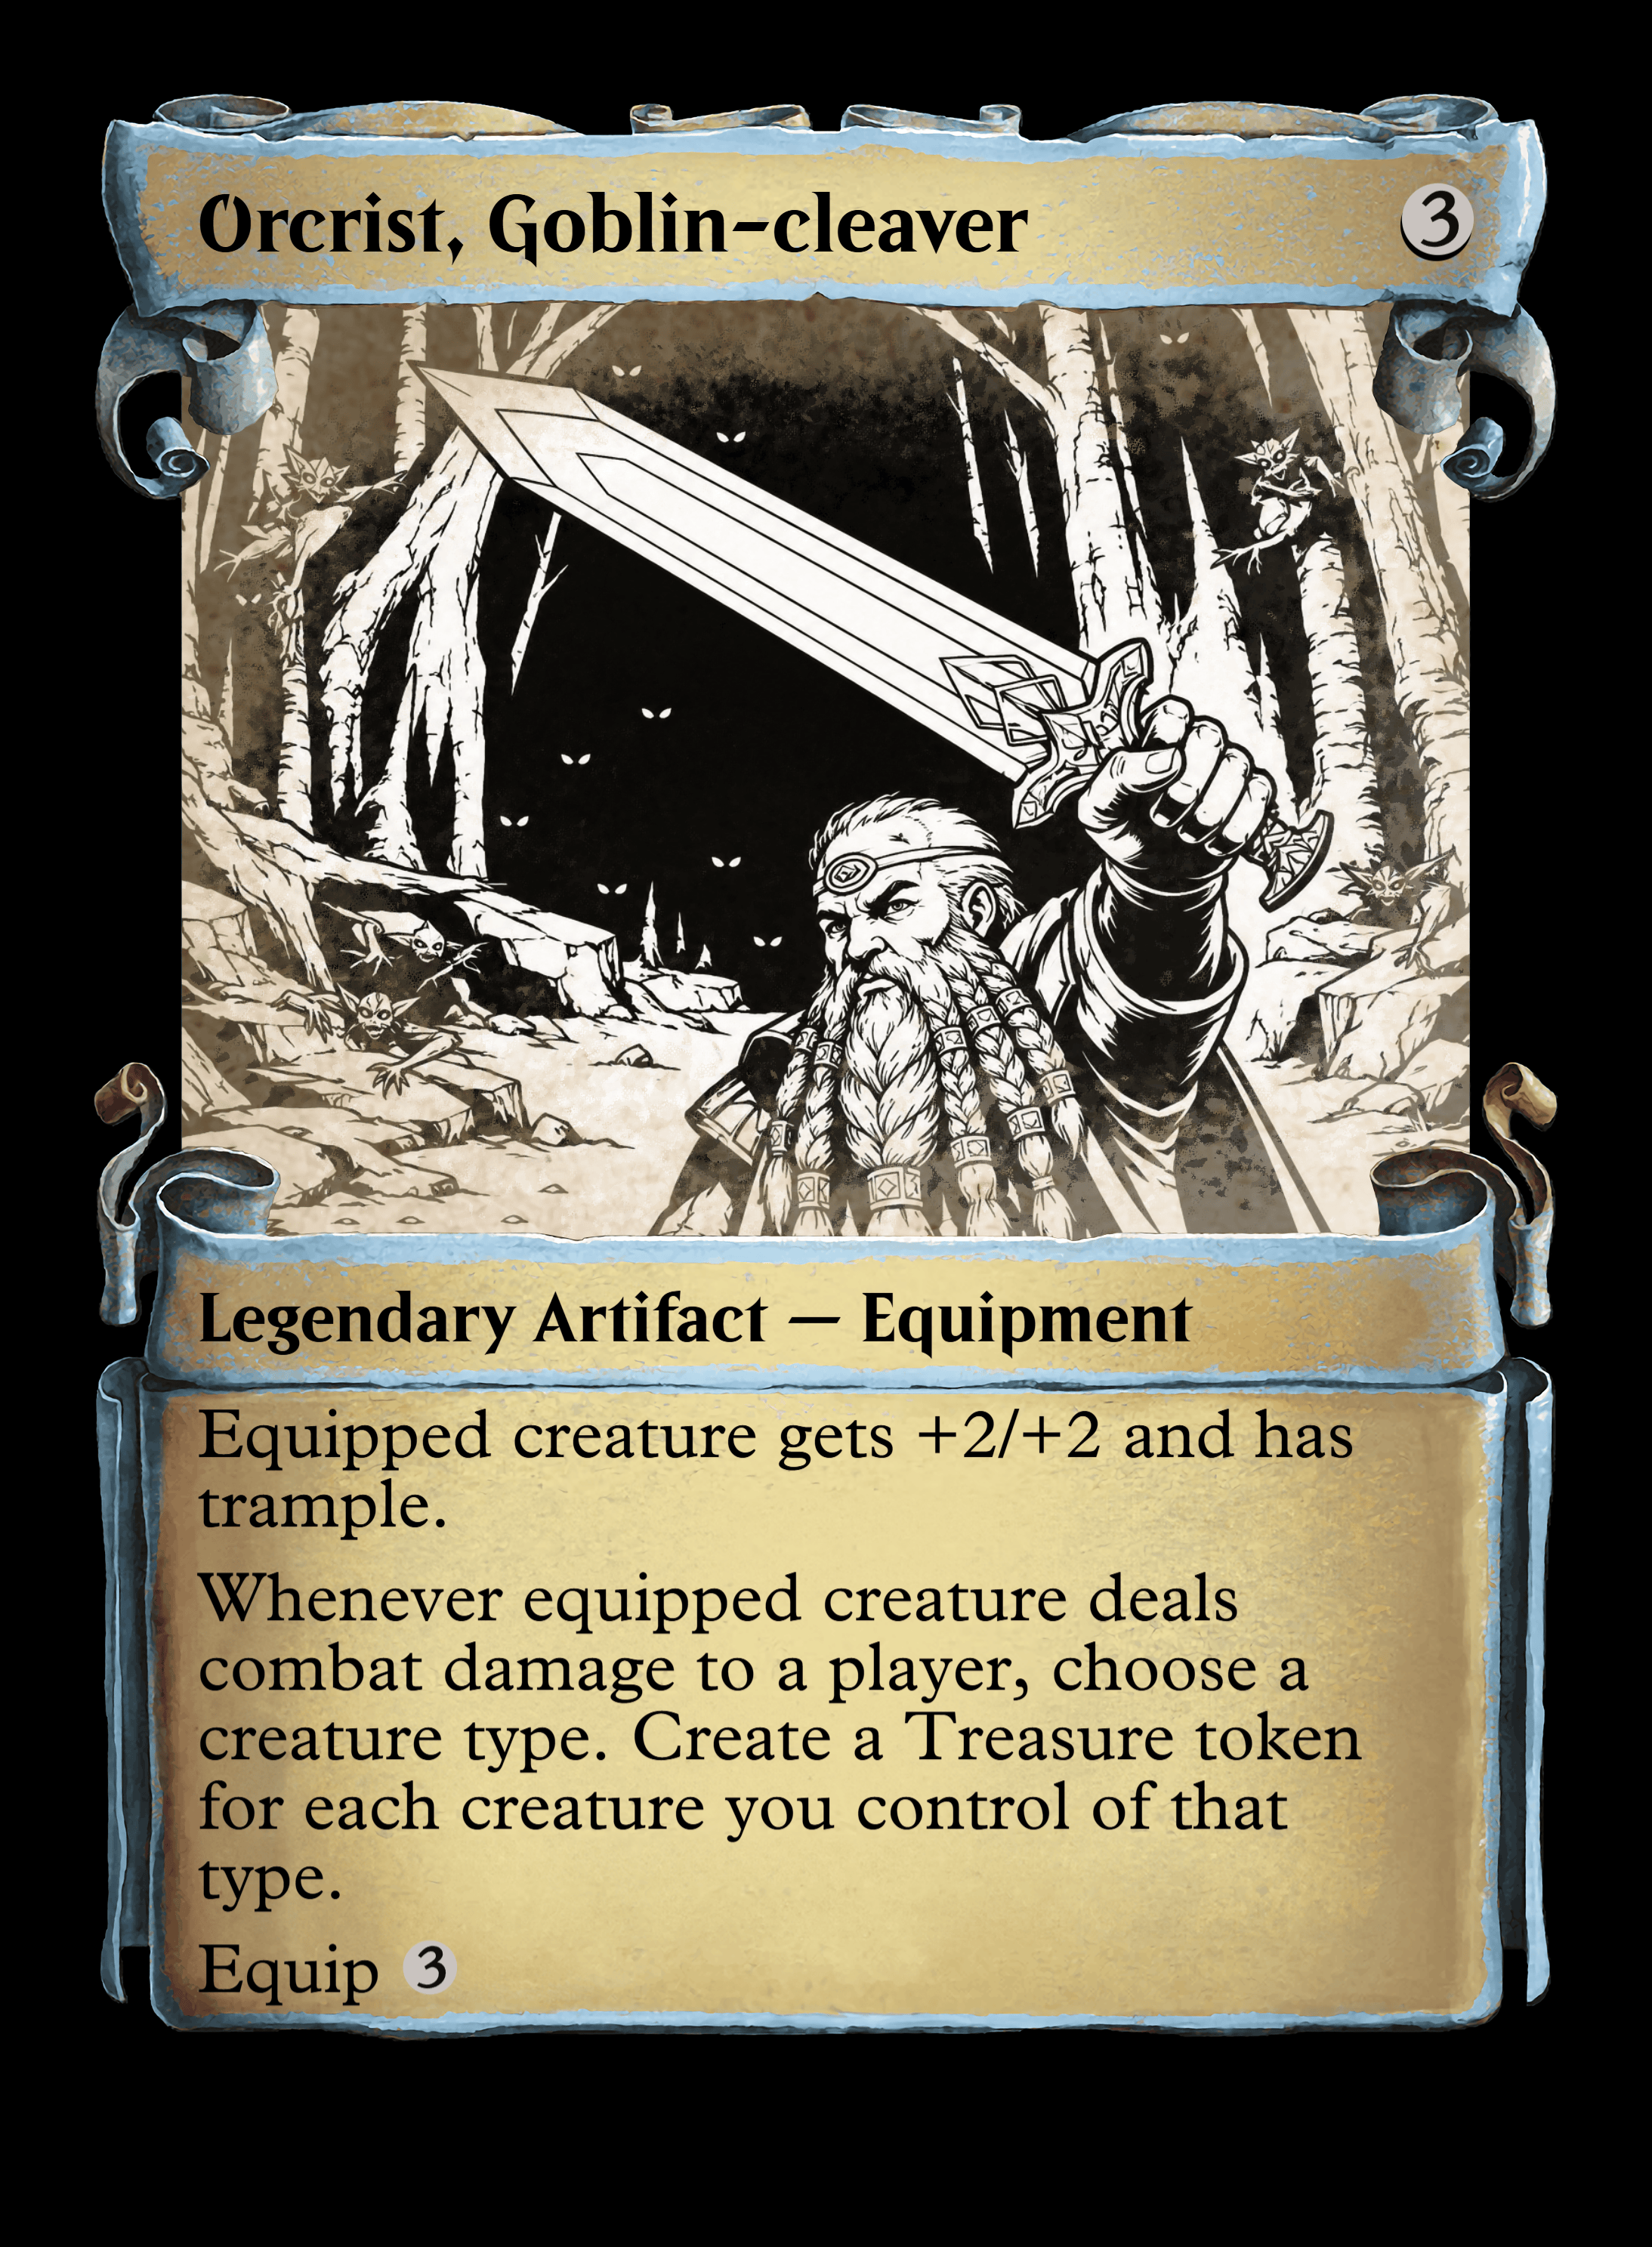 Orcrist, Goblin-cleaver 3
Legendary Artifact — Equipment
Equipped creature gets +2/+2 and has
trample.
Whenever equipped creature deals
combat damage to a player, choose a
creature type. Create a Treasure token
for each creature you control of that
type.
Equip 3